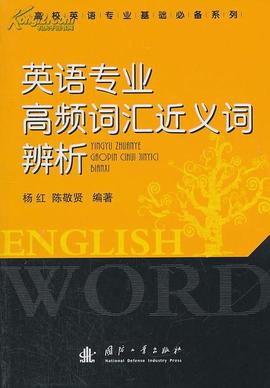 高校英语专业基础必备系列
英语专业
高频词汇近义词
辨析
YINGYU ZHUANYE
GAOPIN CIHUI JINYICI
BIANXI
杨红 陈敬贤 编著
ENGLISH
WORD
国防工业出版社
National Defense Industry Press